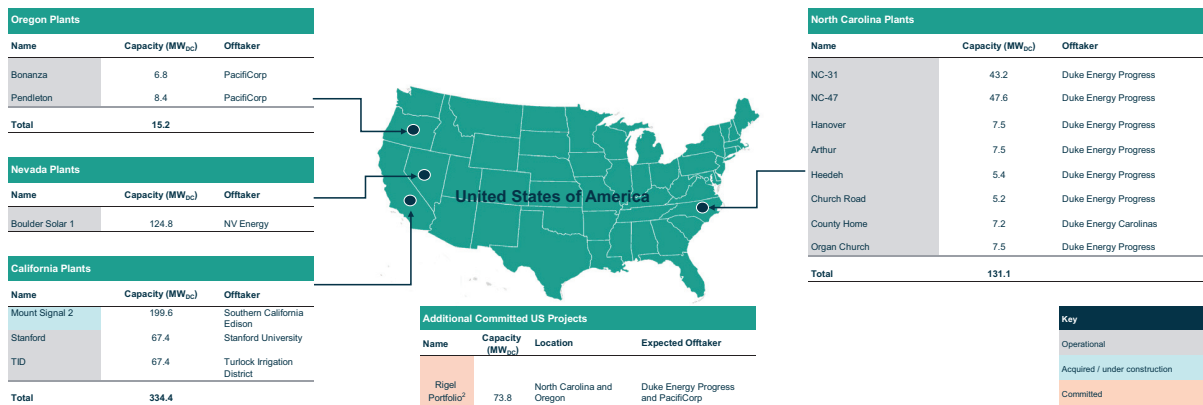 Oregon Plants
Name Capacity (MWDC) Offtaker
Bonanza 6.8 PacifiCorp
Pendleton 8.4 PacifiCorp
Total 15.2
Nevada Plants
Name Capacity (MWDC) Offtaker
Boulder Solar 1 124.8 NV Energy
California Plants
Name Capacity (MWDC) Offtaker
Mount Signal 2 199.6 Southern California
Edison
Stanford 67.4 Stanford University
TID 67.4 Turlock Irrigation
District
Total 334.4
United States of America
Additional Committed US Projects
Name Capacity
(MWDC) Location Expected Offtaker
Rigel
Portfolio2 73.8 North Carolina and
Oregon Duke Energy Progress
and PacifiCorp
North Carolina Plants
Name Capacity (MWDC) Offtaker
NC-31 43.2 Duke Energy Progress
NC-47 47.6 Duke Energy Progress
Hanover 7.5 Duke Energy Progress
Arthur 7.5 Duke Energy Progress
Heedeh 5.4 Duke Energy Progress
Church Road 5.2 Duke Energy Progress
County Home 7.2 Duke Energy Carolinas
Organ Church 7.5 Duke Energy Progress
Total 131.1
Key
Operational
Acquired / under construction
Committed